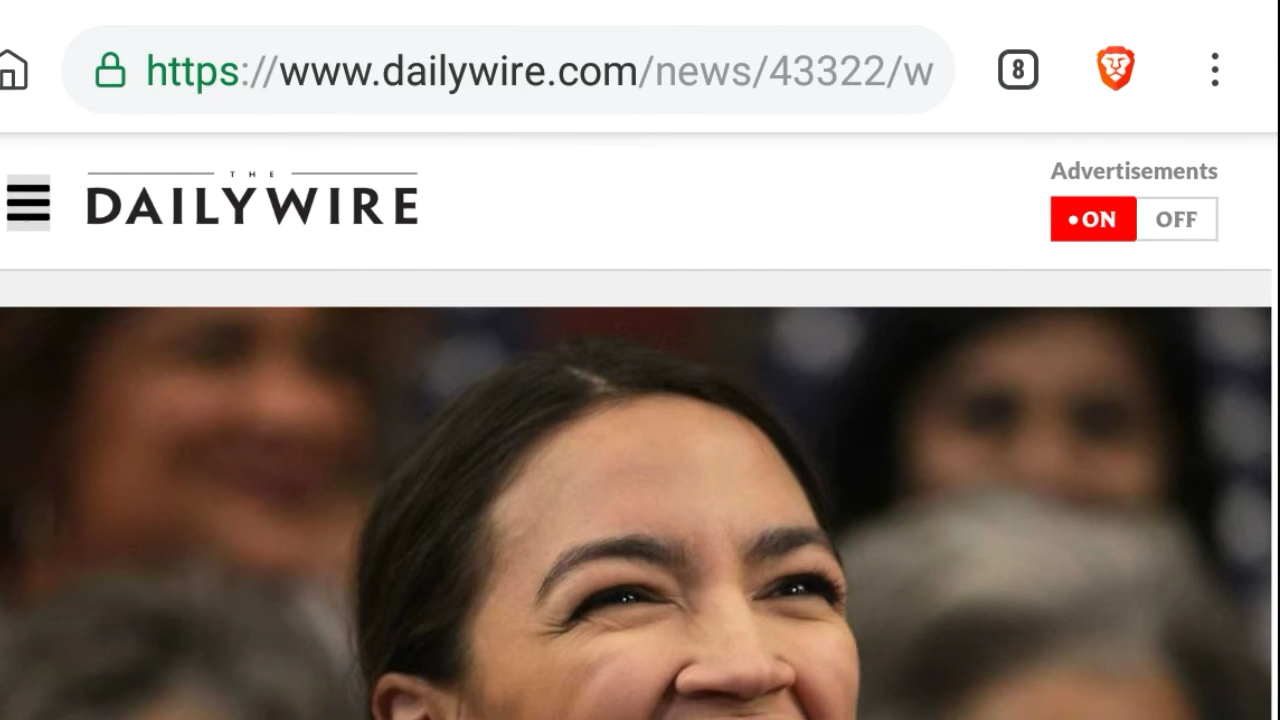 https://www.dailywire.com/news/43322/w
8
THE
DAILYWIRE
Advertisements
•ON OFF